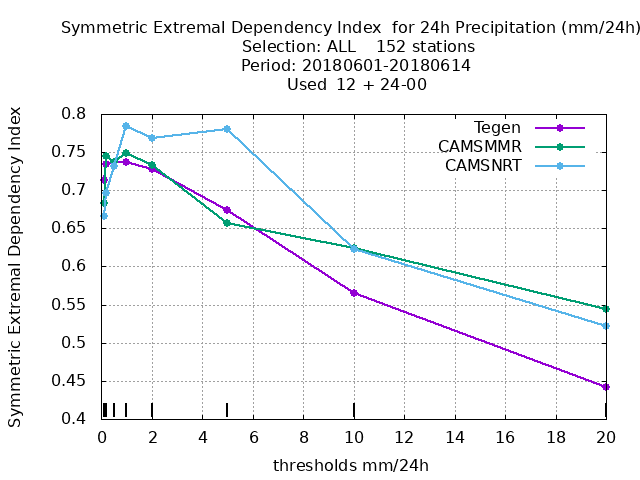 Symmetric Extremal Dependency Index  for 24h Precipitation (mm/24h)
Selection: ALL    152 stations
Period: 20180601-20180614
Used  12 + 24-00
Symmetric Extremal Dependency Index
0.8
0.75
0.7
0.65
0.6
0.55
0.5
0.45
0.4
Tegen
CAMSMMR
CAMSNRT
0 2 4 6 8 10 12 14 16 18 20
thresholds mm/24h